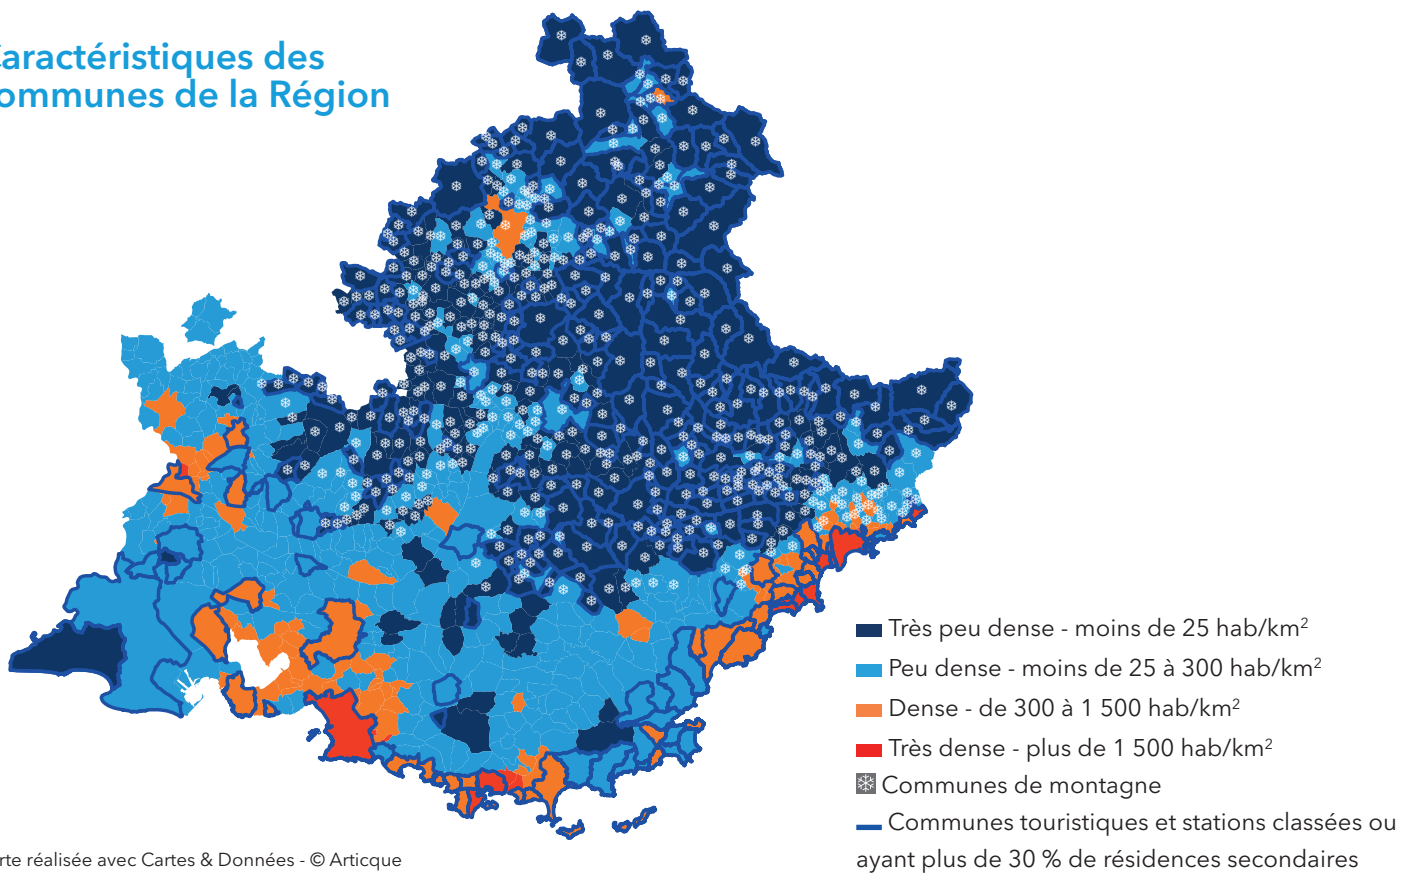 aractéristiques des
ommunes de la Région
Très peu dense - moins de 25 hab/km²
Peu dense - moins de 25 à 300 hab/km²
Dense - de 300 à 1 500 hab/km²
Très dense - plus de 1 500 hab/km²
Communes de montagne
Communes touristiques et stations classées ou
ayant plus de 30 % de résidences secondaires
rte réalisée avec Cartes & Données - © Articque